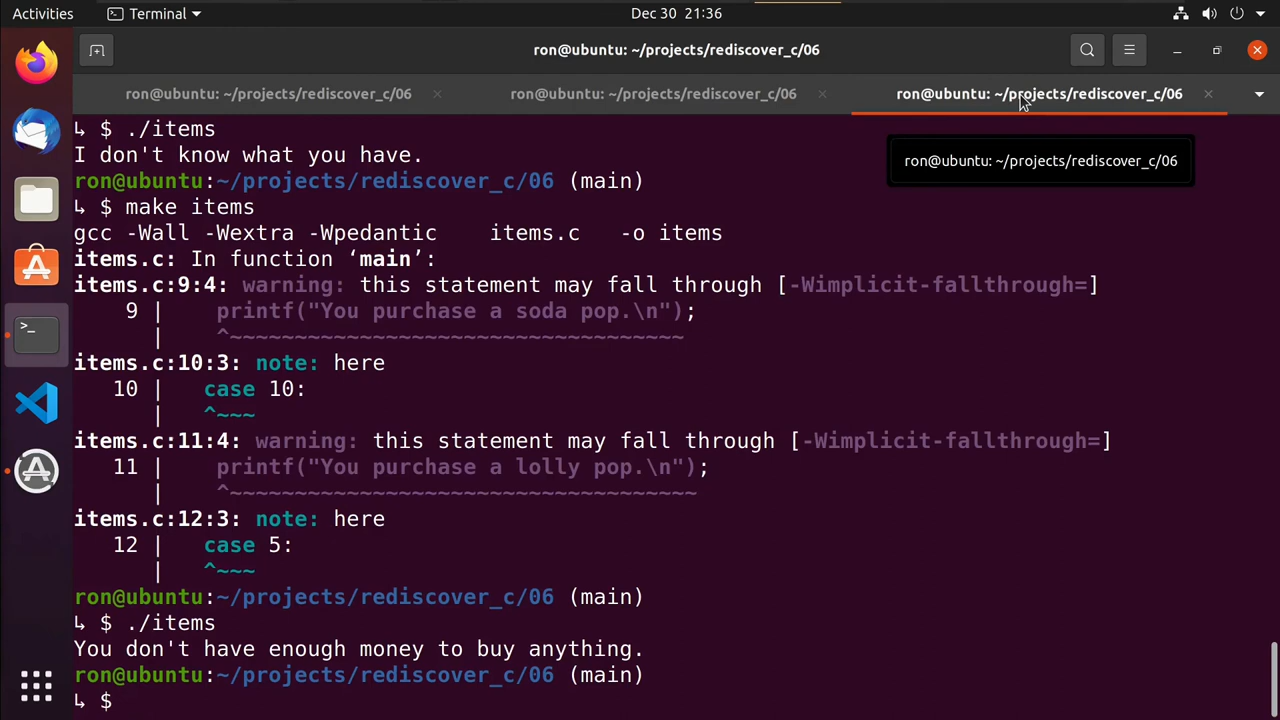 Activities
Terminal
Dec 30 21:36
ron@ubuntu: ~/projects/rediscover_c/06
ron@ubuntu: ~/projects/rediscover_c/06
ron@ubuntu: ~/projects/rediscover_c/06
ron@ubuntu: ~/projects/rediscover_c/06
ron@ubuntu: ~/projects/rediscover_c/06
↳ $ ./items
I don't know what you have.
ron@ubuntu:~/projects/rediscover_c/06 (main)
↳ $ make items
gcc -Wall -Wextra -Wpedantic    items.c   -o items
items.c: In function ‘main’:
items.c:9:4: warning: this statement may fall through [-Wimplicit-fallthrough=]
9 |    printf("You purchase a soda pop.\n");
|    ^~~~~~~~~~~~~~~~~~~~~~~~~~~~~~~~~~~~
items.c:10:3: note: here
10 |   case 10:
|   ^~~~
items.c:11:4: warning: this statement may fall through [-Wimplicit-fallthrough=]
11 |    printf("You purchase a lolly pop.\n");
|    ^~~~~~~~~~~~~~~~~~~~~~~~~~~~~~~~~~~~~
items.c:12:3: note: here
12 |   case 5:
|   ^~~~
ron@ubuntu:~/projects/rediscover_c/06 (main)
↳ $ ./items
You don't have enough money to buy anything.
ron@ubuntu:~/projects/rediscover_c/06 (main)
↳ $